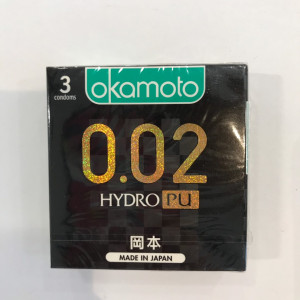 3
condoms
okamoto
0.02
HYDRO PU
岡本
MADE IN JAPAN